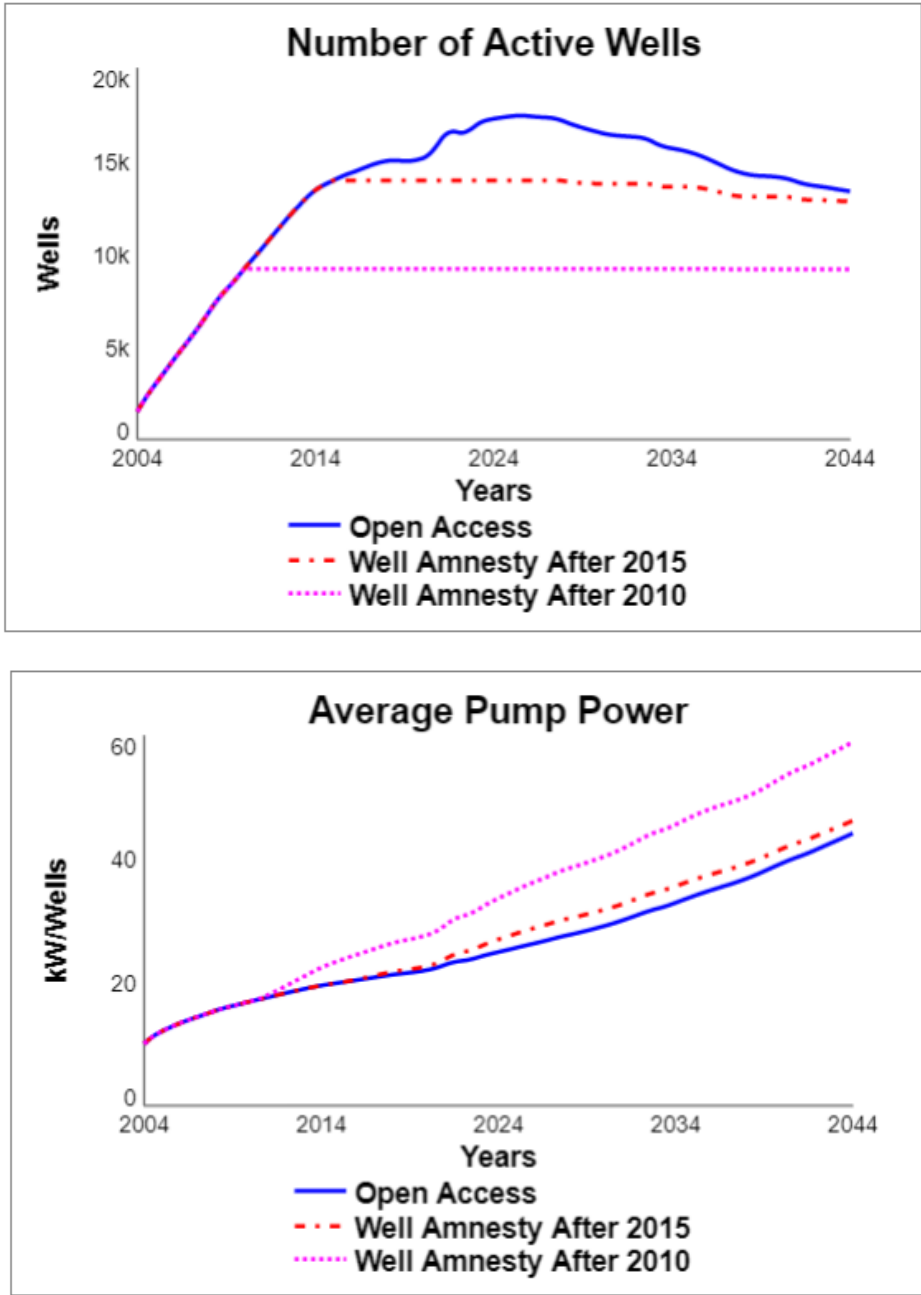 Number of Active Wells
20k
15k
10k
5k
0
Wells
2004 2014 2024 2034 2044
Years
Open Access
Well Amnesty After 2015
Well Amnesty After 2010
Average Pump Power
60
40
20
0
kW/Wells
2004 2014 2024 2034 2044
Years
Open Access
Well Amnesty After 2015
Well Amnesty After 2010